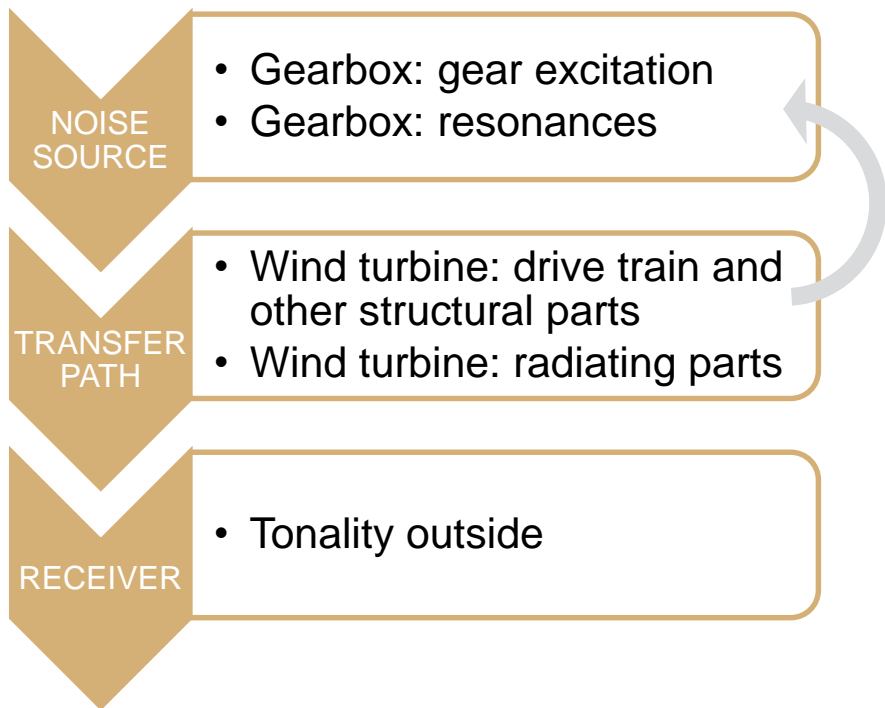 NOISE
SOURCE
• Gearbox: gear excitation
• Gearbox: resonances
TRANSFER
PATH
• Wind turbine: drive train and
other structural parts
• Wind turbine: radiating parts
RECEIVER
• Tonality outside